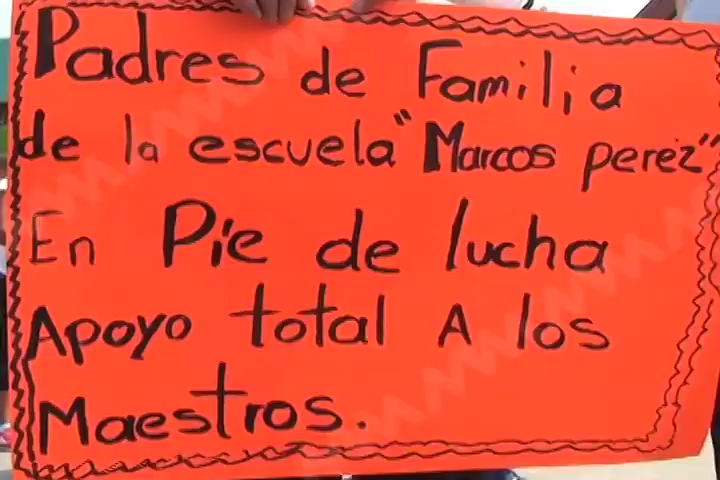 Padres de Familia
de la escuela "Marcos perez"
En Pie de lucha
Apoyo total A los
Maestros.